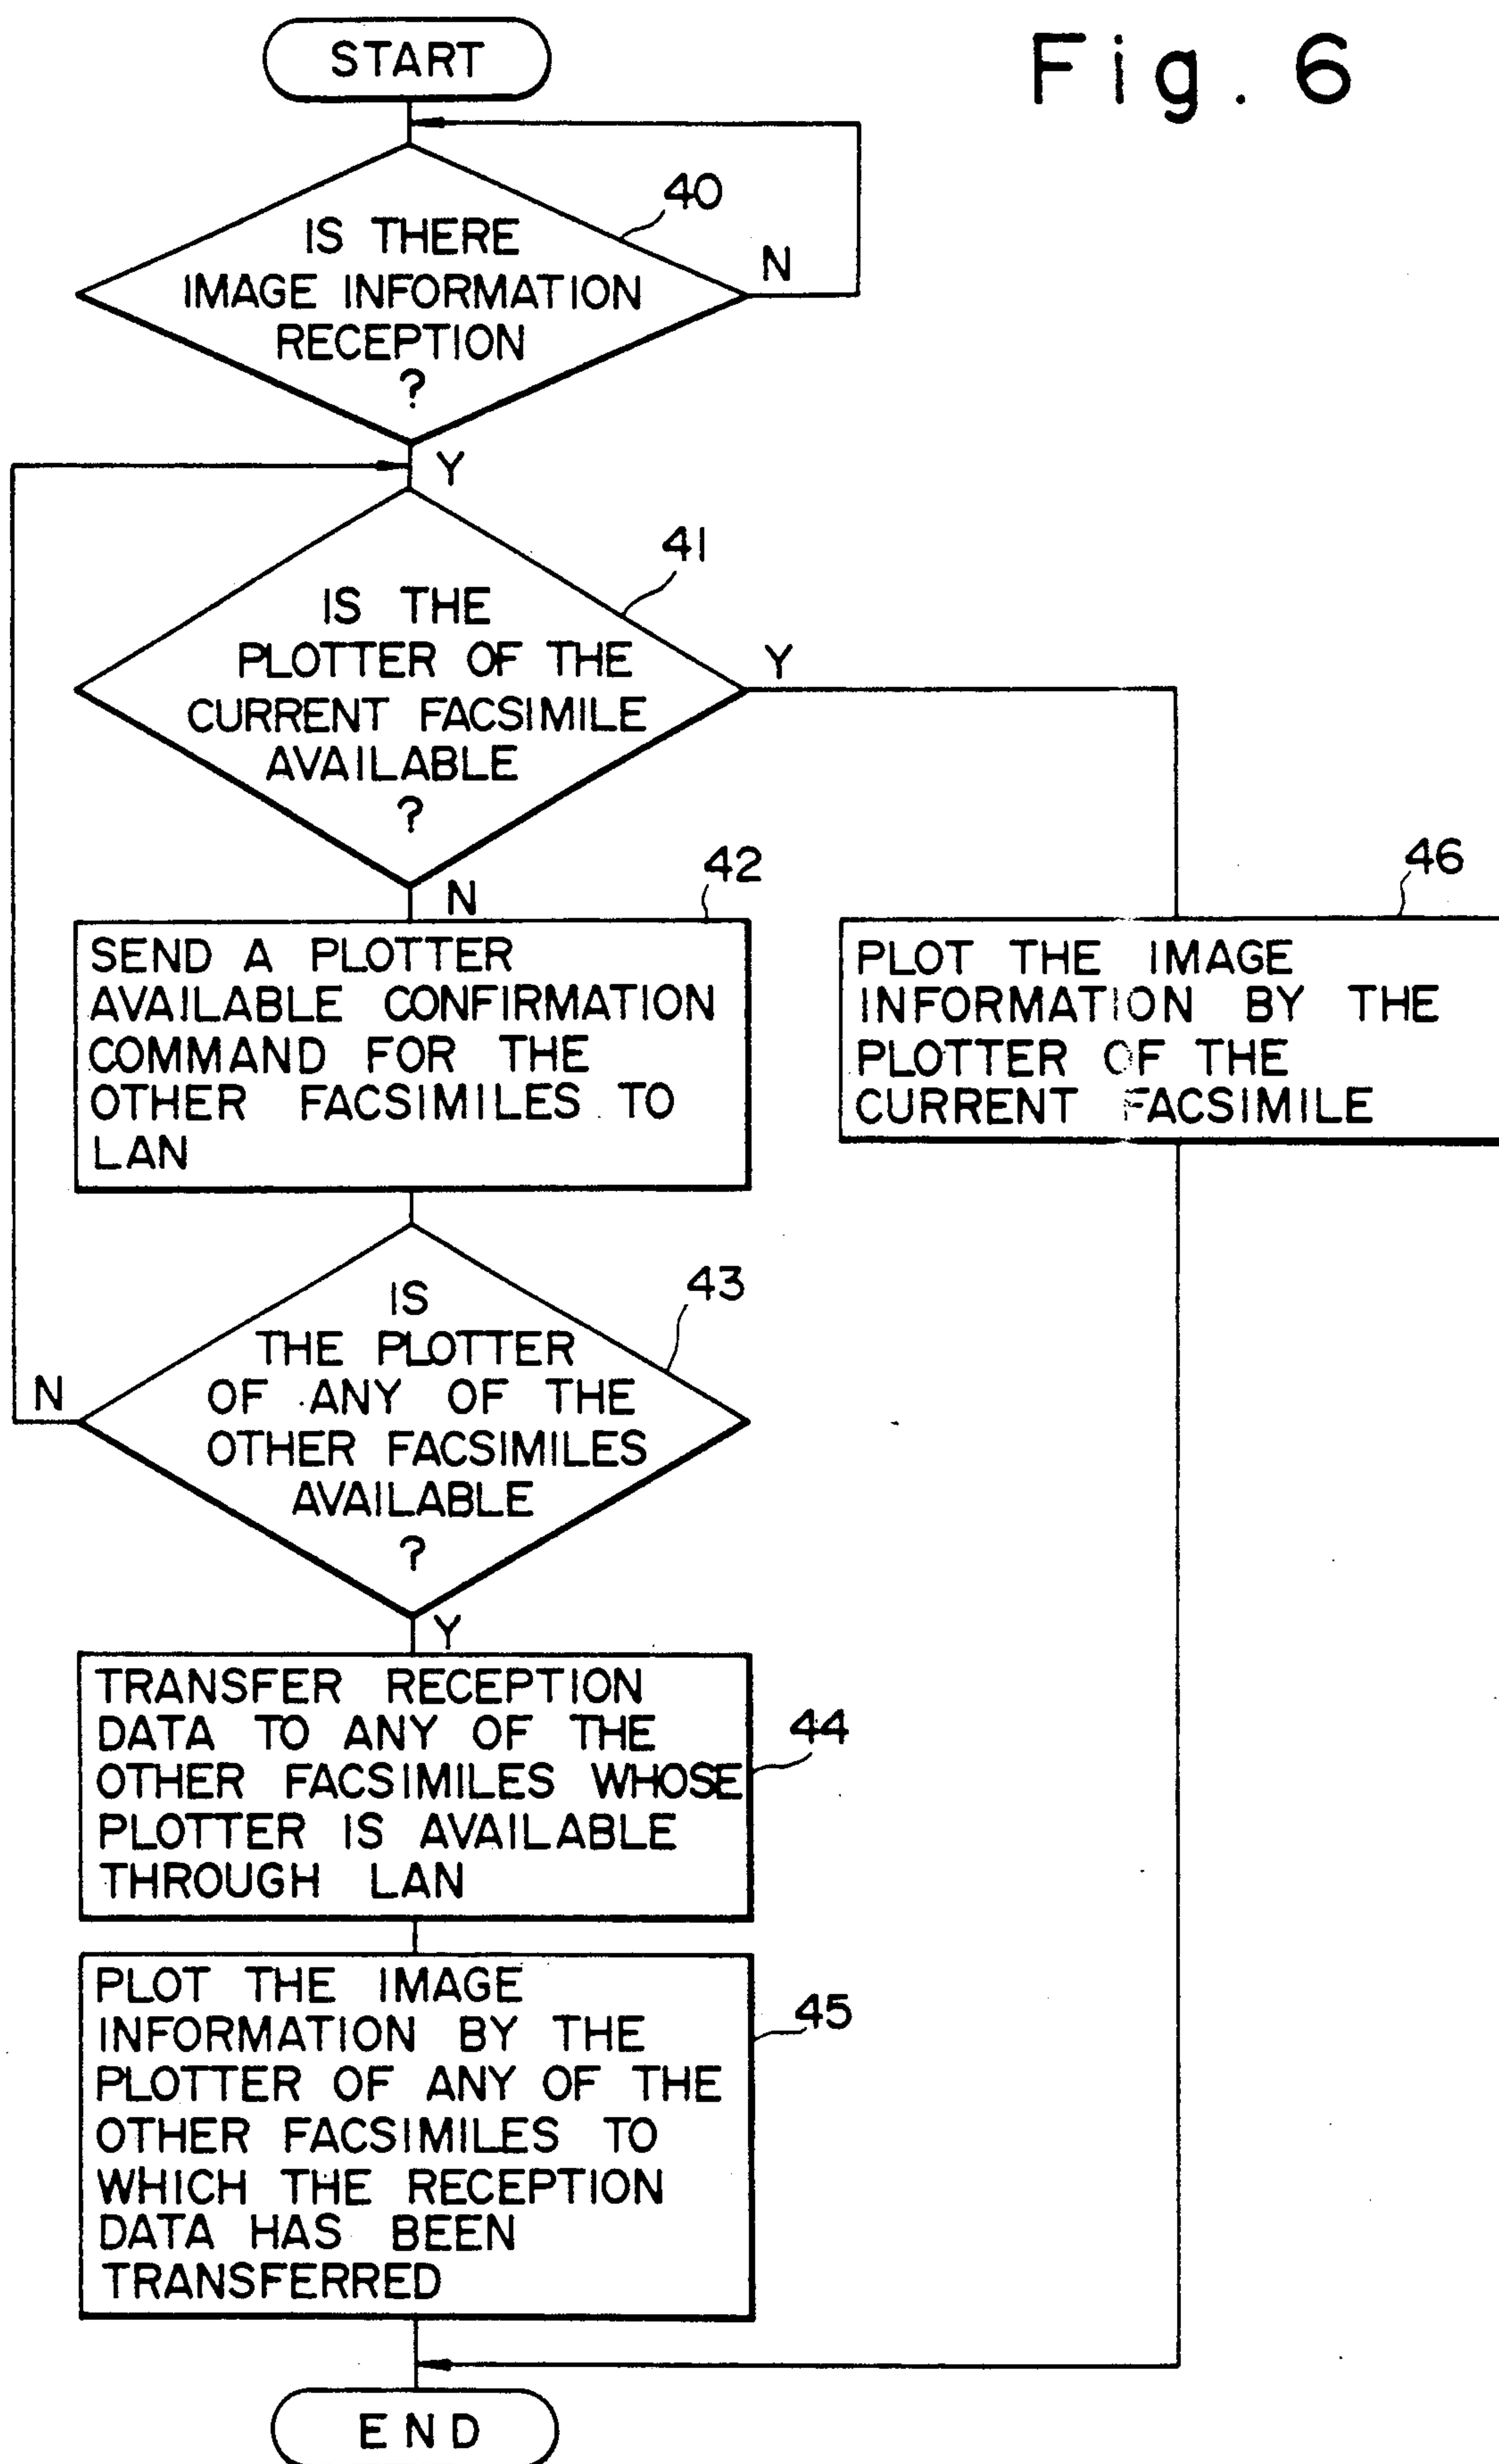 START
Fig. 6
40
IS THERE
IMAGE INFORMATION
RECEPTION
?
N
Y
41
IS THE
PLOTTER OF THE
CURRENT FACSIMILE
AVAILABLE
?
Y
N
42
SEND A PLOTTER
AVAILABLE CONFIRMATION
COMMAND FOR THE
OTHER FACSIMILES TO
LAN
46
PLOT THE IMAGE
INFORMATION BY THE
PLOTTER OF THE
CURRENT FACSIMILE
43
IS
THE PLOTTER
OF ANY OF THE
OTHER FACSIMILES
AVAILABLE
?
N
Y
TRANSFER RECEPTION
DATA TO ANY OF THE
OTHER FACSIMILES WHOSE
PLOTTER IS AVAILABLE
THROUGH LAN
44
PLOT THE IMAGE
INFORMATION BY THE
PLOTTER OF ANY OF THE
OTHER FACSIMILES TO
WHICH THE RECEPTION
DATA HAS BEEN
TRANSFERRED
45
END